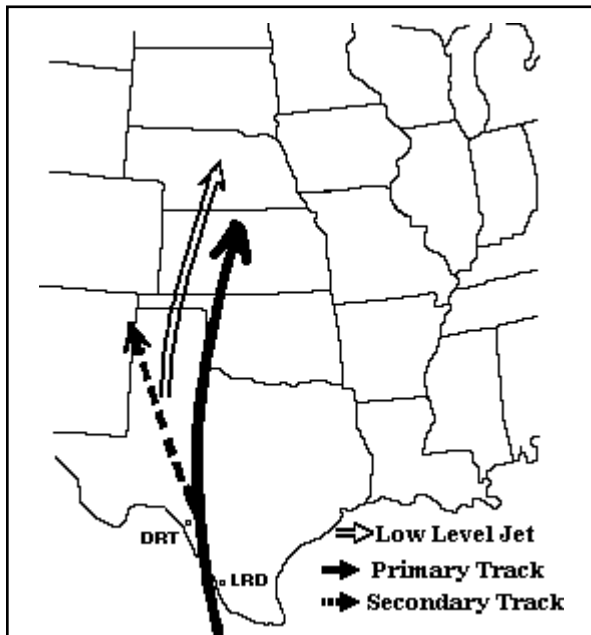 DRT
LRD
Low Level Jet
Primary Track
Secondary Track